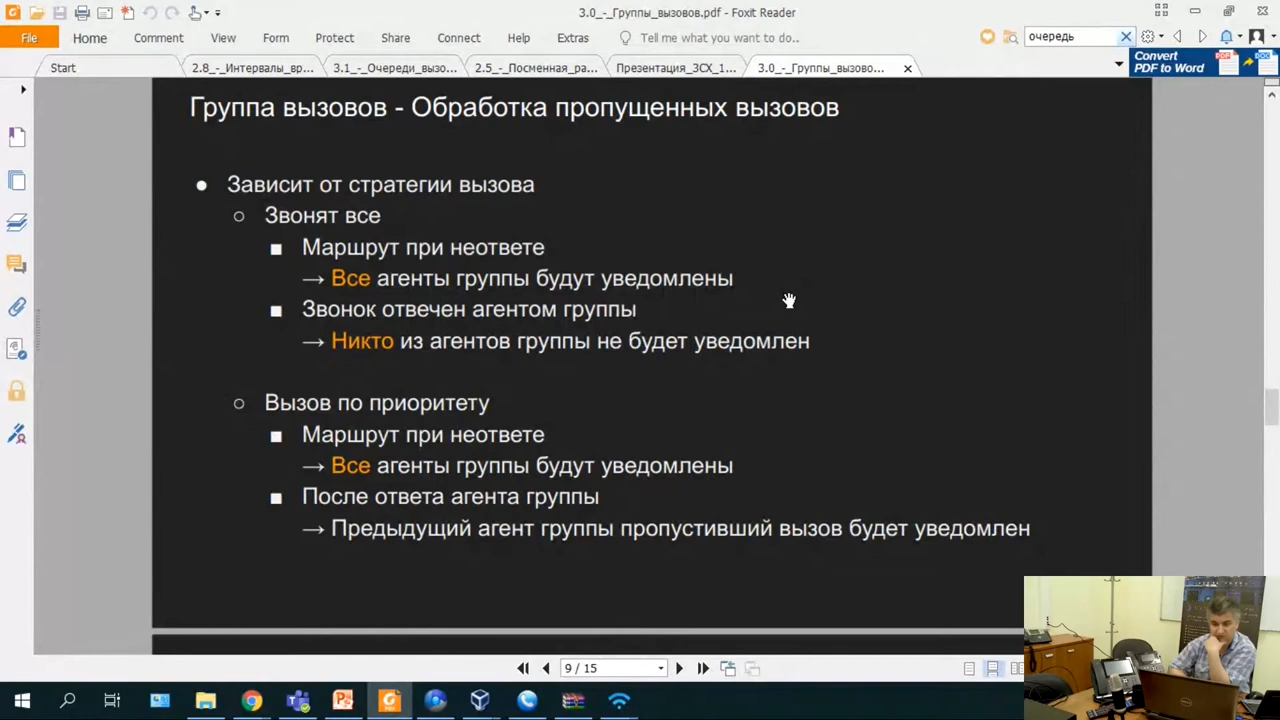 3.0_-_Группы_вызовов.pdf - Foxit Reader
File
Home
Comment
View
Form
Protect
Share
Connect
Help
Extras
Tell me what you want to do..
очередь
Start
2.8_-_Интервалы_вр...
3.1_-_Очереди_вызо...
2.5_-_Поименная_ра...
Презентация_3CX_1...
3.0_-_Группы_вызово...
Convert
PDF to Word
Группа вызовов - Обработка пропущенных вызовов
● Зависит от стратегии вызова
○ Звонят все
■ Маршрут при неответе
→ Все агенты группы будут уведомлены
■ Звонок отвечен агентом группы
→ Никто из агентов группы не будет уведомлен
○ Вызов по приоритету
■ Маршрут при неответе
→ Все агенты группы будут уведомлены
■ После ответа агента группы
→ Предыдущий агент группы пропустивший вызов будет уведомлен
9 / 15